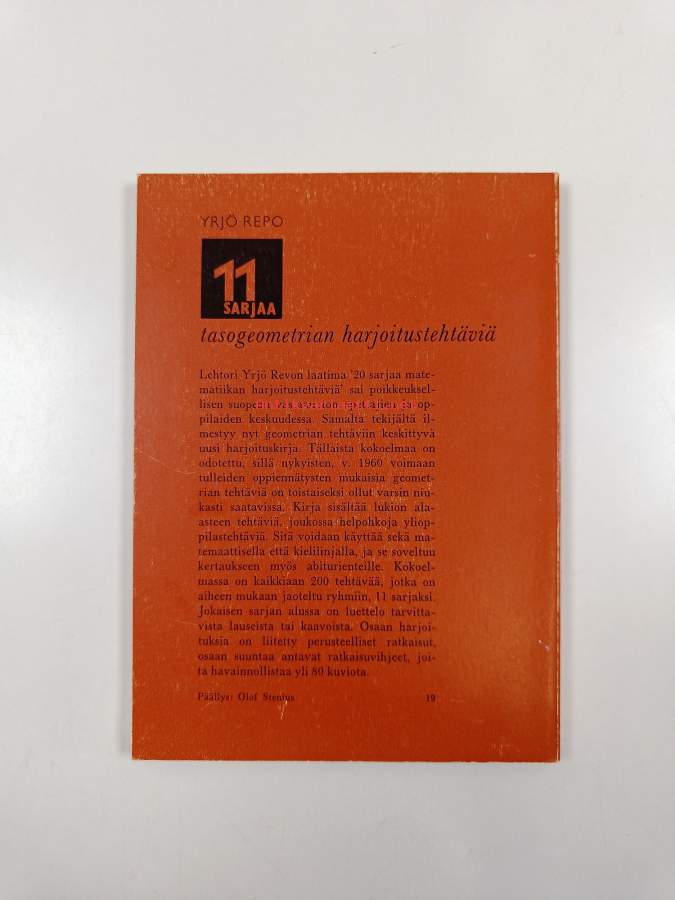 YRJÖ REPO
11
SARJAA
tasogeometrian harjoitustehtäviä
Lehtori Yrjö Revon laatima '20 sarjaa mate-
matiikan harjoitustehtäviä' sai poikkeuksel-
lisen suopean vastaanoton opettajien ja op-
pilaiden keskuudessa. Samalta tekijältä il-
mestyy nyt geometrian tehtäviin keskittyvä
uusi harjoituskirja. Tällaista kokoelmaa on
odotettu, sillä nykyisten, v. 1960 voimaan
tulleiden oppiennätysten mukaisia geomet-
rian tehtäviä on toistaiseksi ollut varsin niu-
kasti saatavissa. Kirja sisältää lukion ala-
asteen tehtäviä, joukossa helpohkoja yliop-
pilastehtäviä. Sitä voidaan käyttää sekä ma-
temaattisella että kielilinjalla, ja se soveltuu
kertaukseen myös abiturienteille. Kokoel-
massa on kaikkiaan 200 tehtävää, jotka on
aiheen mukaan jaoteltu ryhmiin, 11 sarjaksi.
Jokaisen sarjan alussa on luettelo tarvitta-
vista lauseista tai kaavoista. Osaan harjoi-
tuksia on liitetty perusteelliset ratkaisut,
osaan suuntaa antavat ratkaisuvihjeet, joi-
ta havainnollistaa yli 80 kuviota.
Päällys: Olof Stenius 19